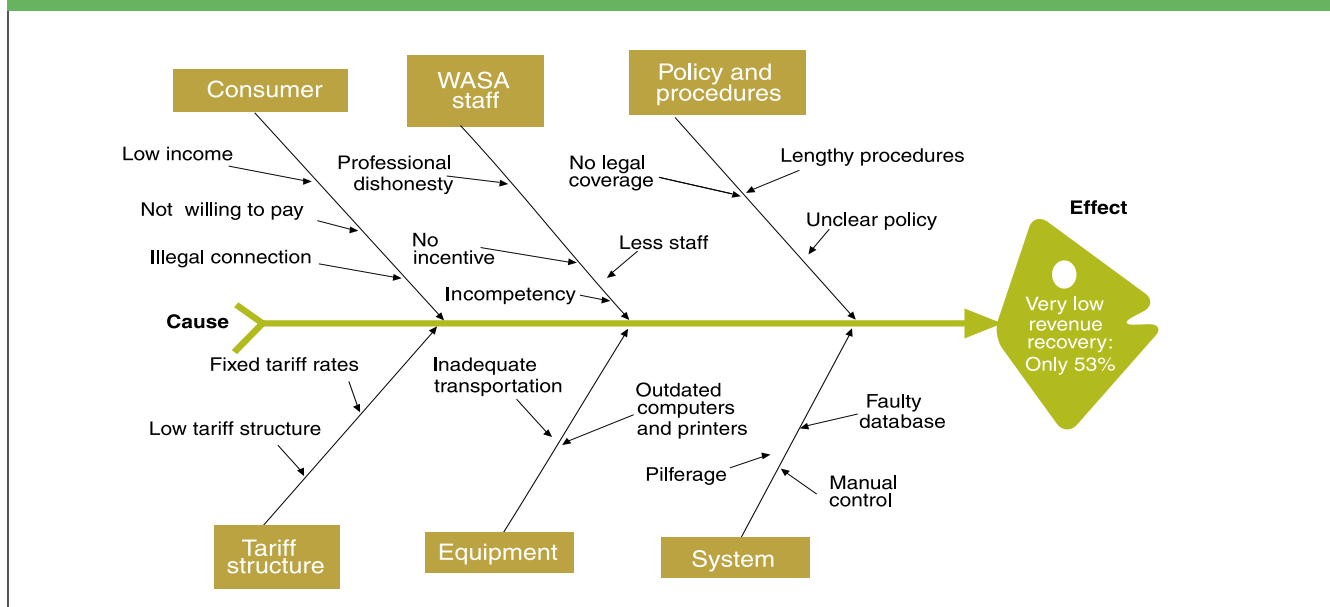 Consumer
WASA
staff
Policy and
procedures
Low income
Not willing to pay
Illegal connection
Professional
dishonesty
No
incentive
Less staff
Incompetency
No legal
coverage
Lengthy procedures
Unclear policy
Effect
Cause
Very low
revenue
recovery:
Only 53%
Fixed tariff rates
Low tariff structure
Inadequate
transportation
Outdated
computers
and printers
Faulty
database
Pilferage
Manual
control
Tariff
structure
Equipment
System